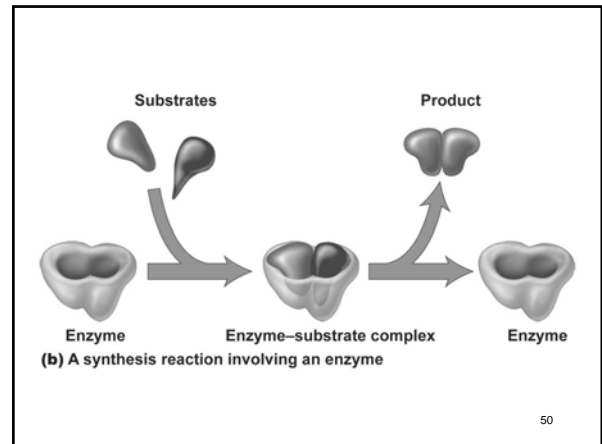 Substrates
Product
Enzyme
Enzyme–substrate complex
Enzyme
(b) A synthesis reaction involving an enzyme
50